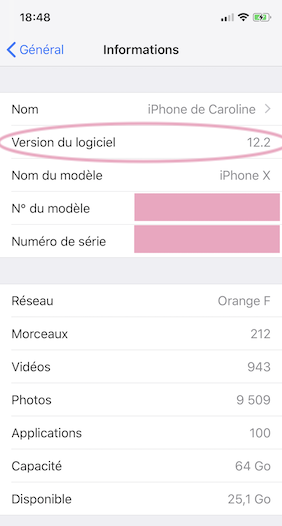 18:48
Général
Informations
Nom iPhone de Caroline
Version du logiciel 12.2
Nom du modèle iPhone X
N° du modèle
Numéro de série
Réseau Orange F
Morceaux 212
Vidéos 943
Photos 9 509
Applications 100
Capacité 64 Go
Disponible 25,1 Go